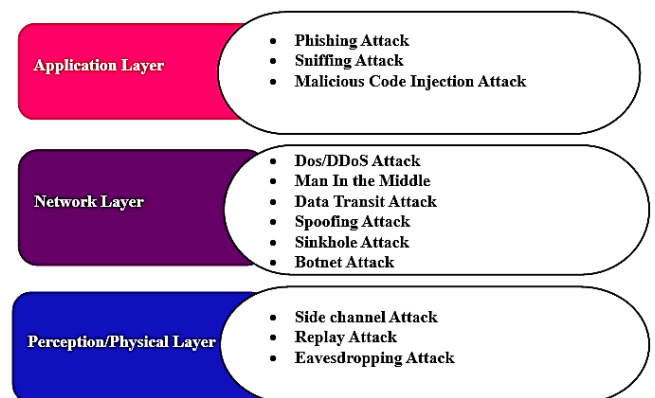 Application Layer
• Phishing Attack
• Sniffing Attack
• Malicious Code Injection Attack
Network Layer
• Dos/DDoS Attack
• Man In the Middle
• Data Transit Attack
• Spoofing Attack
• Sinkhole Attack
• Botnet Attack
Perception/Physical Layer
• Side channel Attack
• Replay Attack
• Eavesdropping Attack